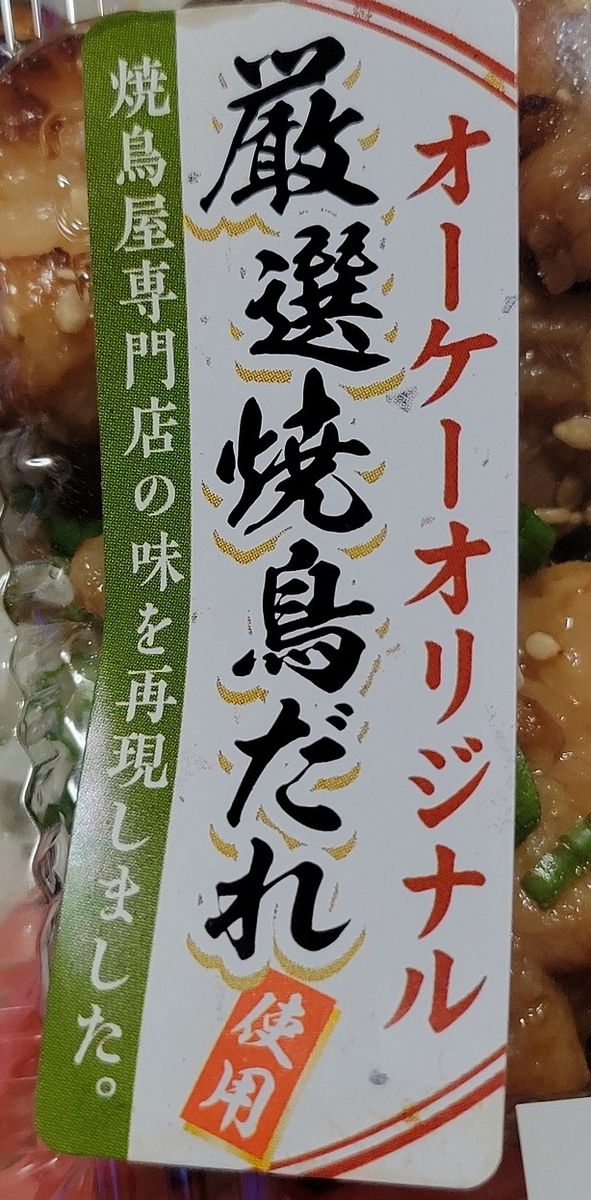 オーケーオリジナル
厳選焼鳥だれ
使用
焼鳥屋専門店の味を再現しました。